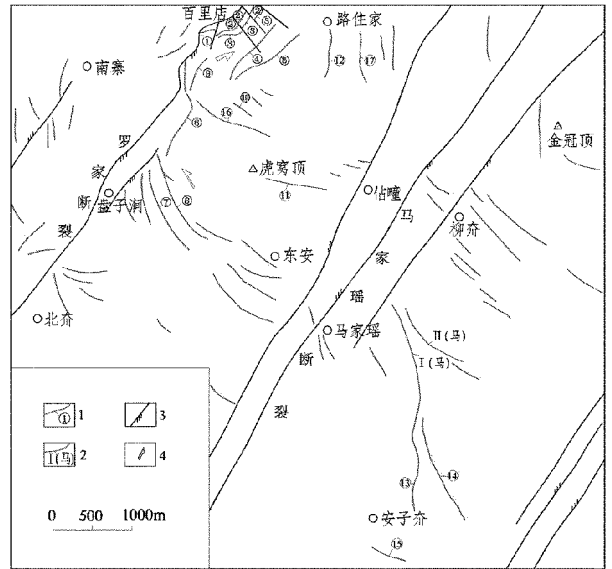 百里店
路住家
南寨
① ② ③ ④ ⑤ ⑥ ⑦ ⑧ ⑨ ⑩ ⑪ ⑫ ⑬ ⑭ ⑮ ⑯ ⑰
罗家断裂
盘子涧
虎窝顶
金冠顶
东安
马家瑶断裂
柳夼
北夼
马家瑶
II(马)
I(马)
安子夼
① 1
I(马) 2
3
4
0 500 1000m